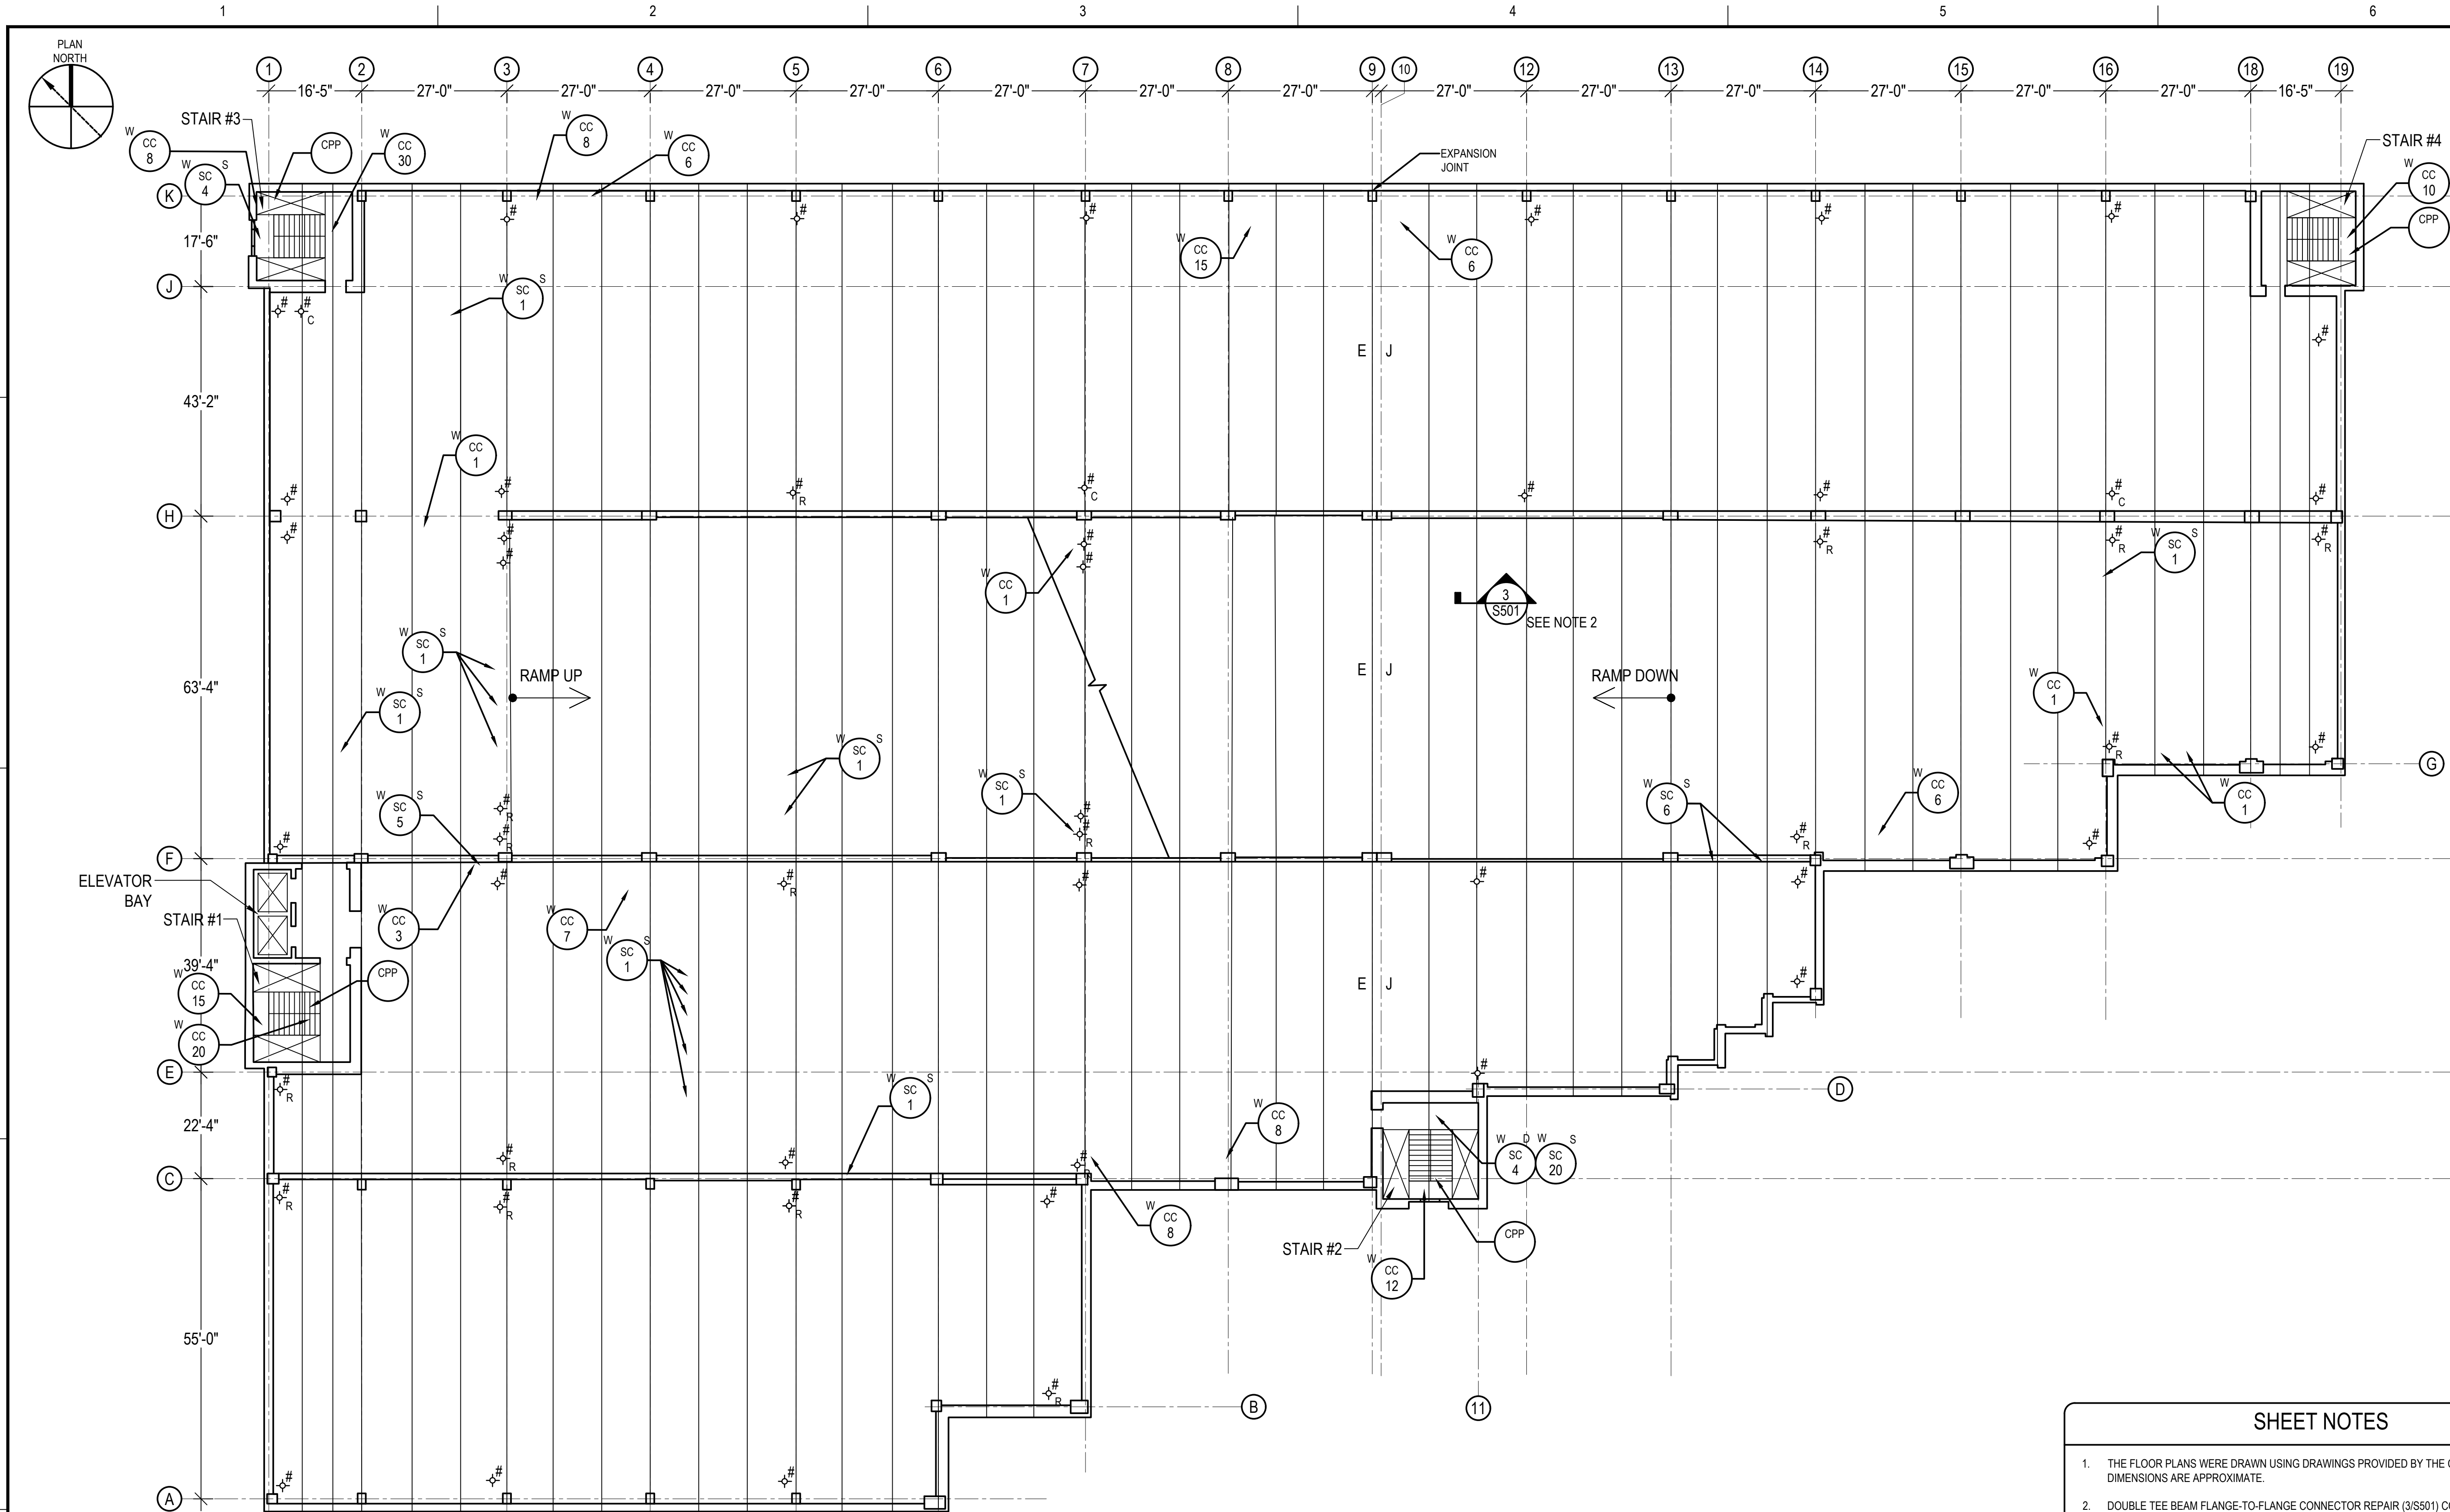 1 2 3 4 5 6
PLAN
NORTH
1 2 3 4 5 6 7 8 9 10 12 13 14 15 16 18 19
16'-5" 27'-0" 27'-0" 27'-0" 27'-0" 27'-0" 27'-0" 27'-0" 27'-0" 27'-0" 27'-0" 27'-0" 27'-0" 27'-0" 16'-5"
STAIR #3
W CC 8
CPP
W CC 30
W CC 8
W CC 6
EXPANSION
JOINT
STAIR #4
W SC 4 S
W CC 10
CPP
K
# # # # # #
17'-6"
W CC 15
W CC 6
J
W SC 1 S
# # C
#
E J
43'-2"
W CC 1
# # # R # C # # # C #
H
# # # # R # R # R
# #
W CC 1
W SC 1 S
3
S501
SEE NOTE 2
W SC 1 S
RAMP UP
E J
RAMP DOWN
63'-4"
W CC 1
W SC 1 S
W SC 1 S
# R #
G
W SC 1 S
W SC 6 S
W CC 6
W CC 1
W SC 5 S
# R #
# R # R # R #
#
F
ELEVATOR
BAY
# # R # # #
STAIR #1
W CC 3
W CC 7
W SC 1 S
39'-4"
CPP
W CC 15
E J
#
W CC 20
E
# R
#
D
W SC 1 S
22'-4"
W CC 8
W SC 4 D
W SC 20 S
# R # # R
C
# R # R # R #
W CC 8
STAIR #2
CPP
W CC 12
55'-0"
# R
B
11
# # #
A
SHEET NOTES
1. THE FLOOR PLANS WERE DRAWN USING DRAWINGS PROVIDED BY THE
DIMENSIONS ARE APPROXIMATE.
2. DOUBLE TEE BEAM FLANGE-TO-FLANGE CONNECTOR REPAIR (3/S501)